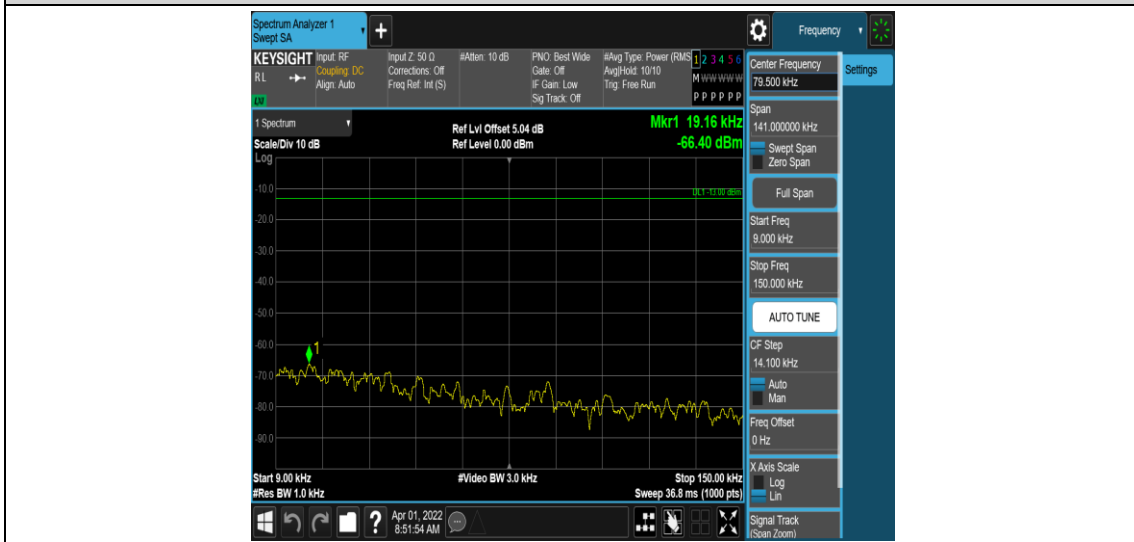 Spectrum Analyzer 1
Swept SA
+
Frequency
KEYSIGHT
RL
LXI
Input: RF
Coupling: DC
Align: Auto
Input Z: 50 Ω
Corrections: Off
Freq Ref: Int (S)
#Atten: 10 dB
PNO: Best Wide
Gate: Off
IF Gain: Low
Sig Track: Off
#Avg Type: Power (RMS
Avg|Hold: 10/10
Trig: Free Run
1 2 3 4 5 6
M W W W W W
P P P P P P
Center Frequency
79.500 kHz
Settings
Span
141.000000 kHz
Swept Span
Zero Span
Full Span
Start Freq
9.000 kHz
Stop Freq
150.000 kHz
AUTO TUNE
CF Step
14.100 kHz
Auto
Man
Freq Offset
0 Hz
X Axis Scale
Log
Lin
Signal Track
(Span Zoom)
1 Spectrum
Scale/Div 10 dB
Ref Lvl Offset 5.04 dB
Ref Level 0.00 dBm
Mkr1 19.16 kHz
-66.40 dBm
Log
DL1 -13.00 dBm
-10.0
-20.0
-30.0
-40.0
-50.0
-60.0
-70.0
-80.0
-90.0
1
Start 9.00 kHz
#Res BW 1.0 kHz
#Video BW 3.0 kHz
Stop 150.00 kHz
Sweep 36.8 ms (1000 pts)
?
Apr 01, 2022
8:51:54 AM